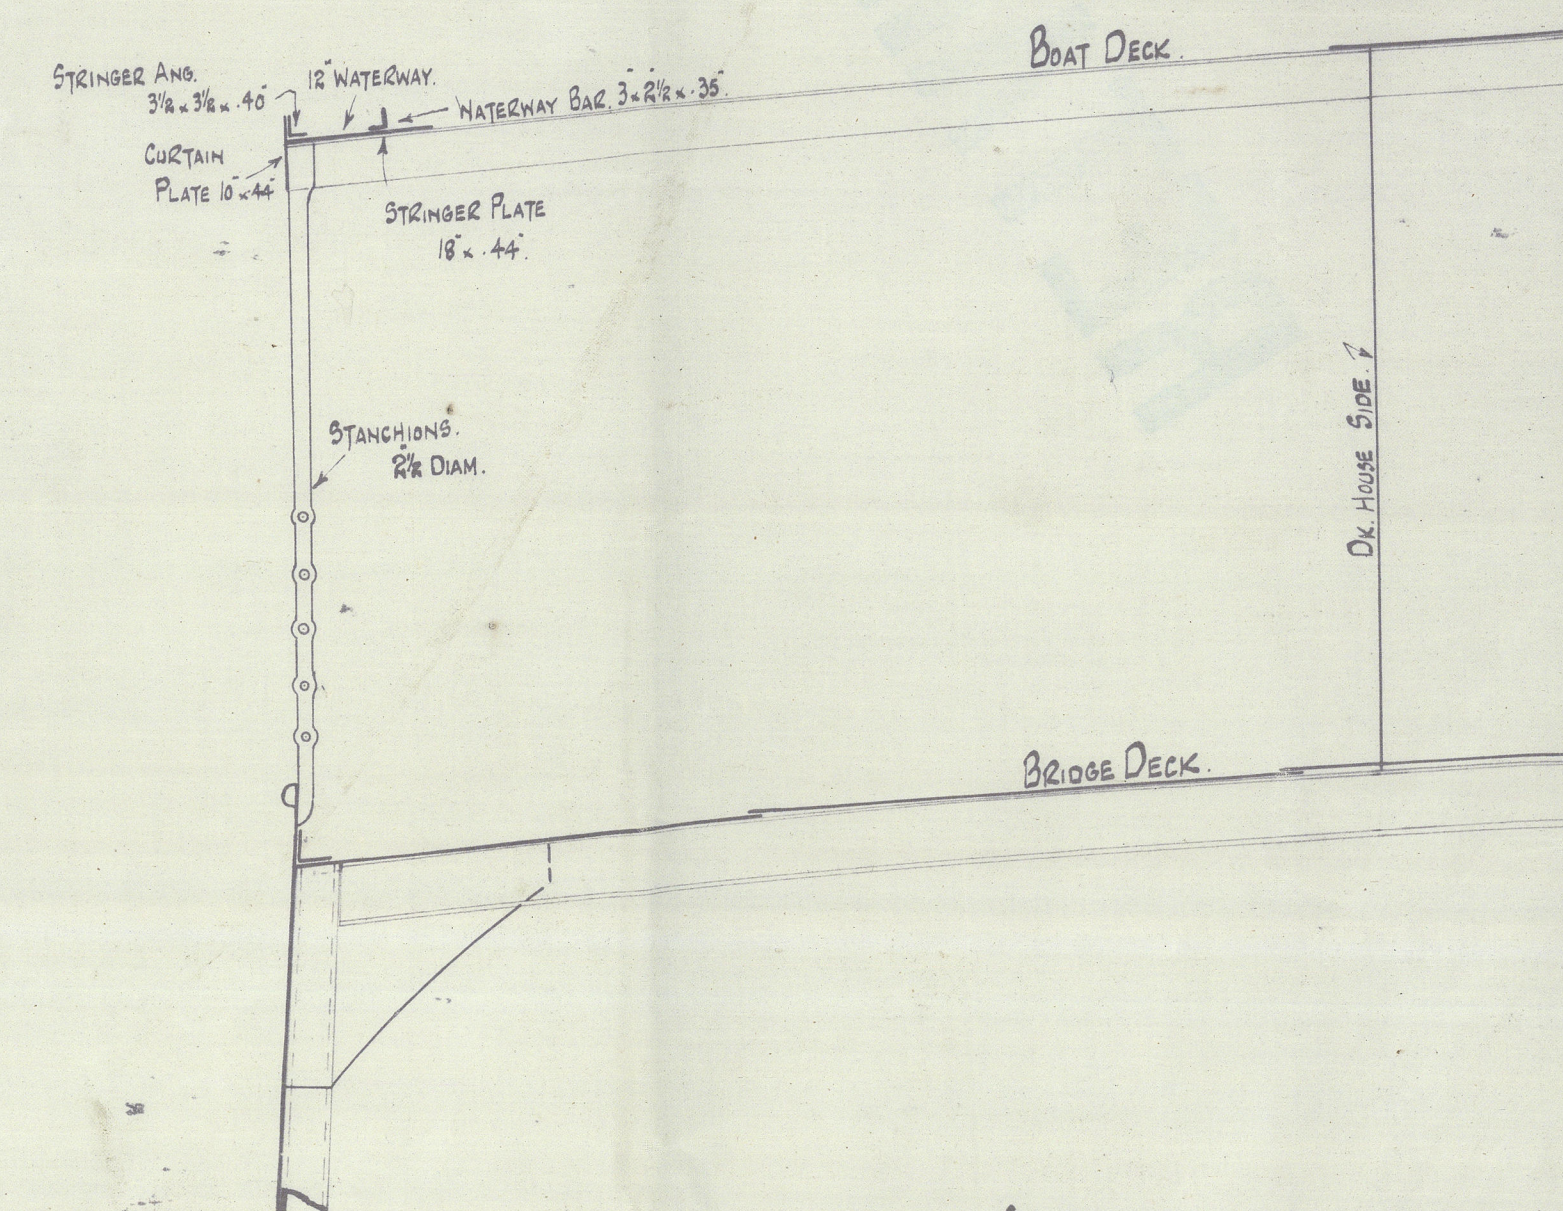 BOAT DECK.
STRINGER ANG.
3½ x 3½ x .40"
12" WATERWAY.
WATERWAY BAR. 3" x 2½" x .35".
CURTAIN
PLATE 10" x .44"
STRINGER PLATE
18" x .44".
STANCHIONS.
2½" DIAM.
DK. HOUSE SIDE.
BRIDGE DECK.